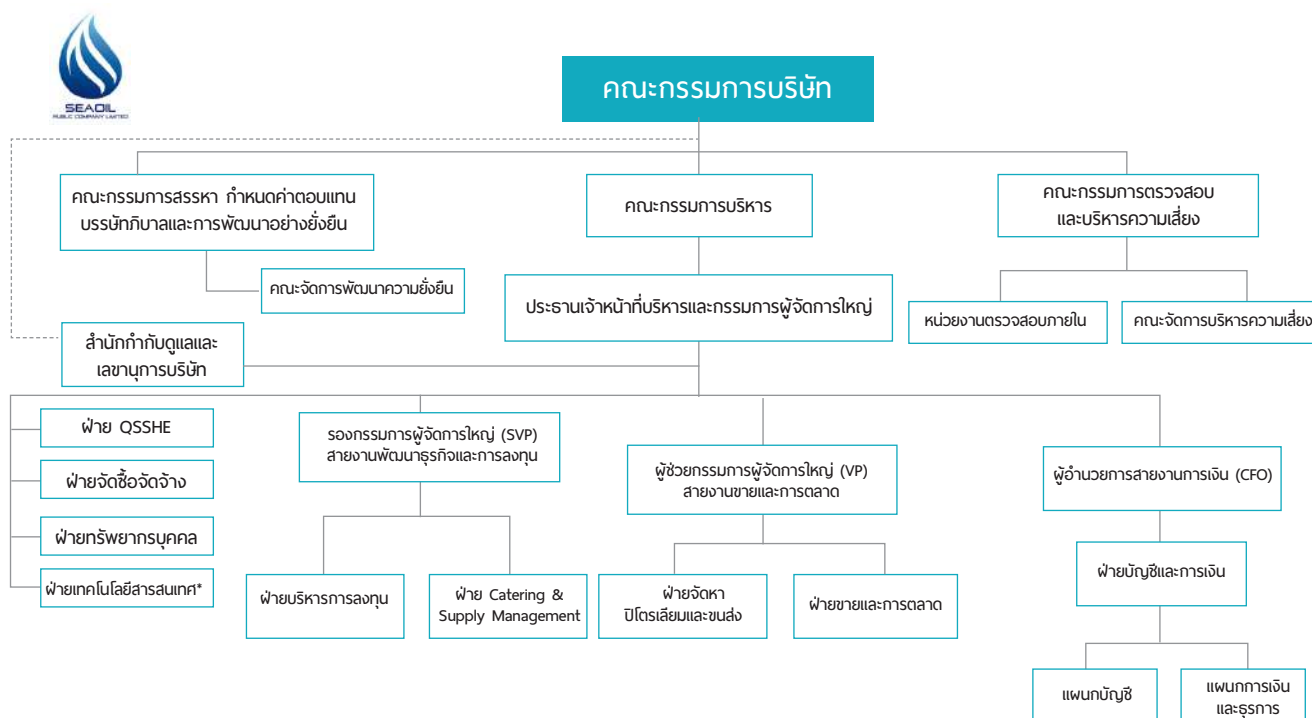 SEAOIL
PUBLIC COMPANY LIMITED
คณะกรรมการบริษัท
คณะกรรมการสรรหา กำหนดค่าตอบแทน
บรรษัทภิบาลและการพัฒนาอย่างยั่งยืน
คณะกรรมการบริหาร
คณะกรรมการตรวจสอบ
และบริหารความเสี่ยง
คณะจัดการพัฒนาความยั่งยืน
ประธานเจ้าหน้าที่บริหารและกรรมการผู้จัดการใหญ่
หน่วยงานตรวจสอบภายใน
คณะจัดการบริหารความเสี่ยง
สำนักกำกับดูแลและ
เลขานุการบริษัท
ฝ่าย QSSHE
ฝ่ายจัดซื้อจัดจ้าง
ฝ่ายทรัพยากรบุคคล
ฝ่ายเทคโนโลยีสารสนเทศ*
รองกรรมการผู้จัดการใหญ่ (SVP)
สายงานพัฒนาธุรกิจและการลงทุน
ผู้ช่วยกรรมการผู้จัดการใหญ่ (VP)
สายงานขายและการตลาด
ผู้อำนวยการสายงานการเงิน (CFO)
ฝ่ายบริหารการลงทุน
ฝ่าย Catering &
Supply Management
ฝ่ายจัดหา
ปิโตรเลียมและขนส่ง
ฝ่ายขายและการตลาด
ฝ่ายบัญชีและการเงิน
แผนกบัญชี
แผนกการเงิน
และธุรการ